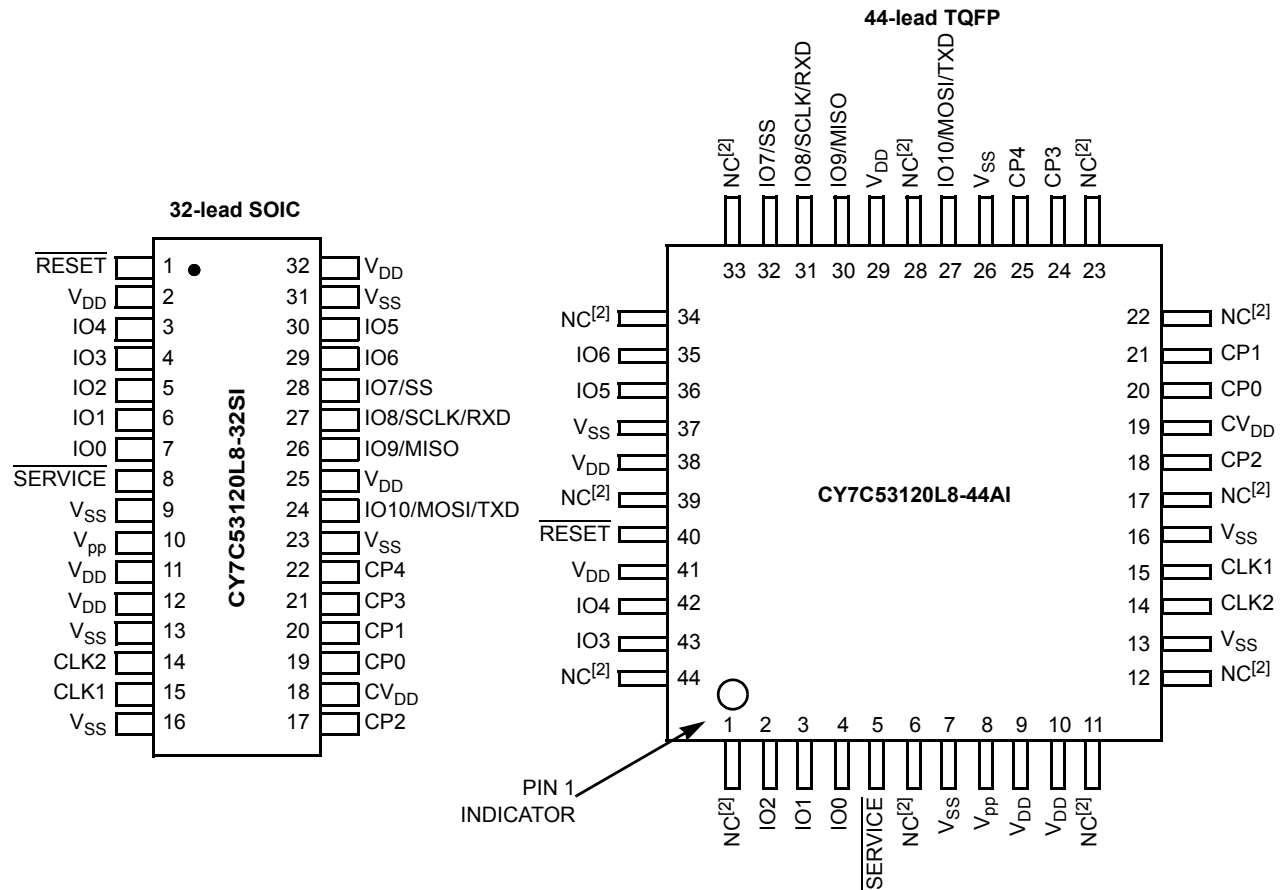 44-lead TQFP
NC[2]
IO7/SS
IO8/SCLK/RXD
IO9/MISO
VDD
NC[2]
IO10/MOSI/TXD
VSS
CP4
CP3
NC[2]
32-lead SOIC
RESET 1 32 VDD
VDD 2 31 VSS
IO4 3 30 IO5
IO3 4 29 IO6
IO2 5 28 IO7/SS
IO1 6 27 IO8/SCLK/RXD
IO0 7 26 IO9/MISO
SERVICE 8 25 VDD
VSS 9 24 IO10/MOSI/TXD
Vpp 10 23 VSS
VDD 11 22 CP4
VDD 12 21 CP3
VSS 13 20 CP1
CLK2 14 19 CP0
CLK1 15 18 CVDD
VSS 16 17 CP2
CY7C53120L8-32SI
33 32 31 30 29 28 27 26 25 24 23
NC[2] 34 22 NC[2]
IO6 35 21 CP1
IO5 36 20 CP0
VSS 37 19 CVDD
VDD 38 18 CP2
NC[2] 39 17 NC[2]
CY7C53120L8-44AI
RESET 40 16 VSS
VDD 41 15 CLK1
IO4 42 14 CLK2
IO3 43 13 VSS
NC[2] 44 12 NC[2]
1 2 3 4 5 6 7 8 9 10 11
PIN 1
INDICATOR
NC[2]
IO2
IO1
IO0
SERVICE
NC[2]
VSS
Vpp
VDD
VDD
NC[2]